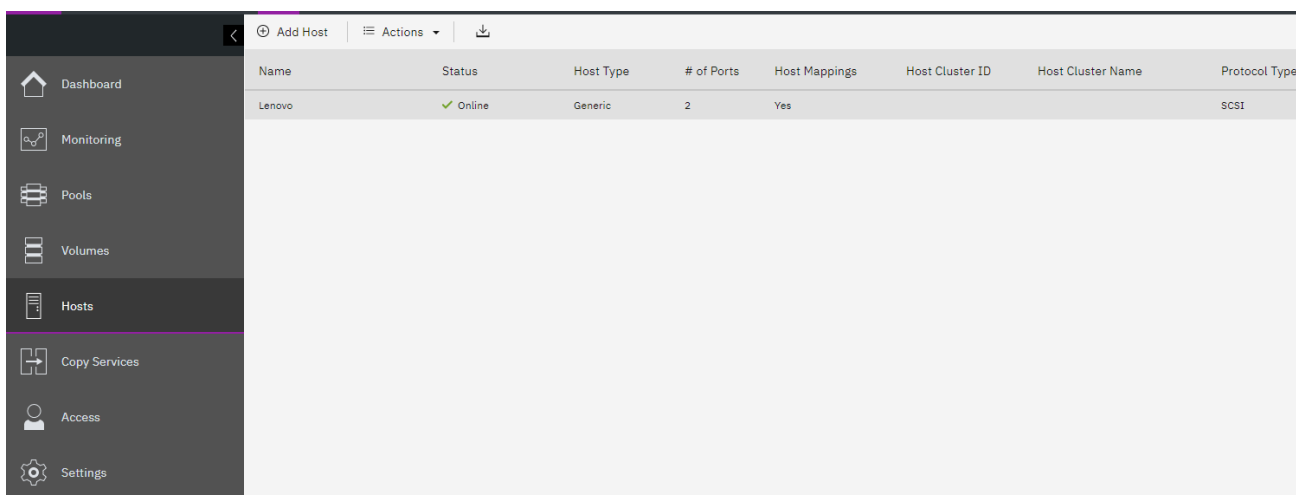 Add Host
Actions
Name Status Host Type # of Ports Host Mappings Host Cluster ID Host Cluster Name Protocol Type
Lenovo Online Generic 2 Yes SCSI
Dashboard
Monitoring
Pools
Volumes
Hosts
Copy Services
Access
Settings